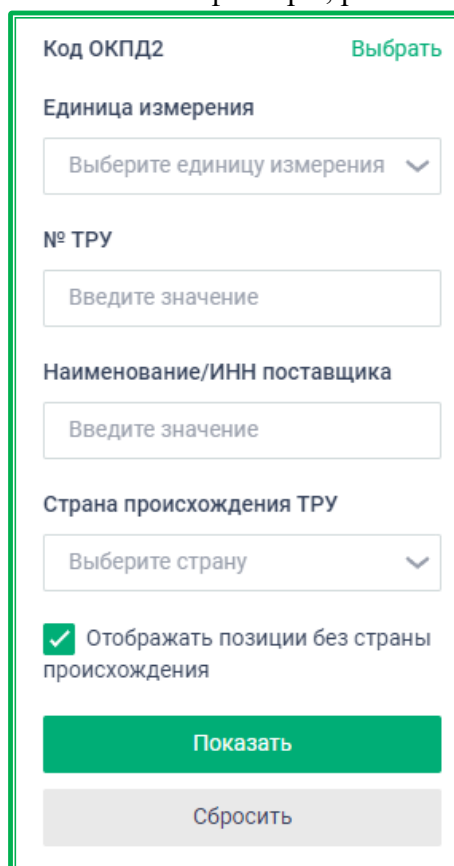 Код ОКПД2 Выбрать
Единица измерения
Выберите единицу измерения
№ ТРУ
Введите значение
Наименование/ИНН поставщика
Введите значение
Страна происхождения ТРУ
Выберите страну
Отображать позиции без страны
происхождения
Показать
Сбросить